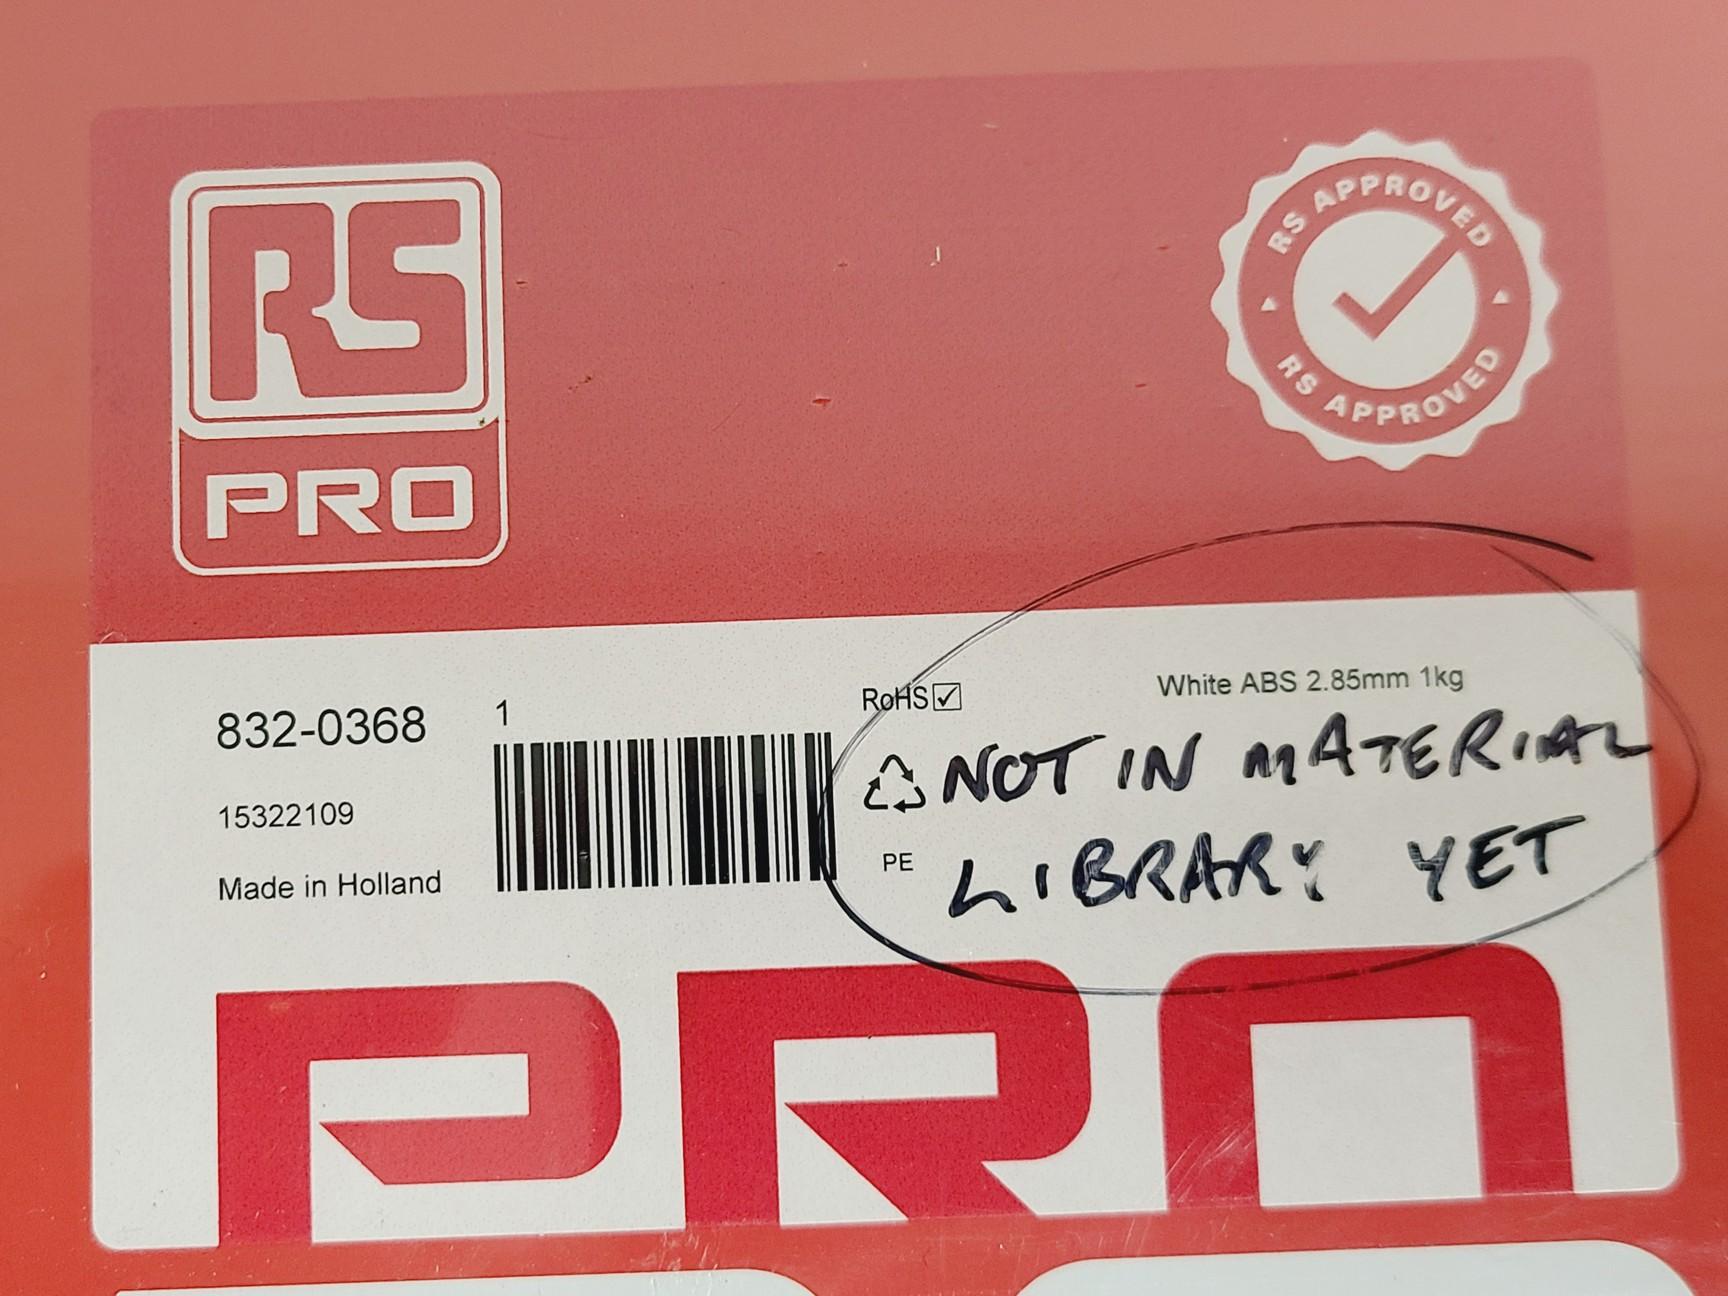 RS
PRO
RS APPROVED
RS APPROVED
832-0368
1
RoHS
White ABS 2.85mm 1kg
15322109
Made in Holland
PE
NOT IN MATERIAL
LIBRARY YET
PRO